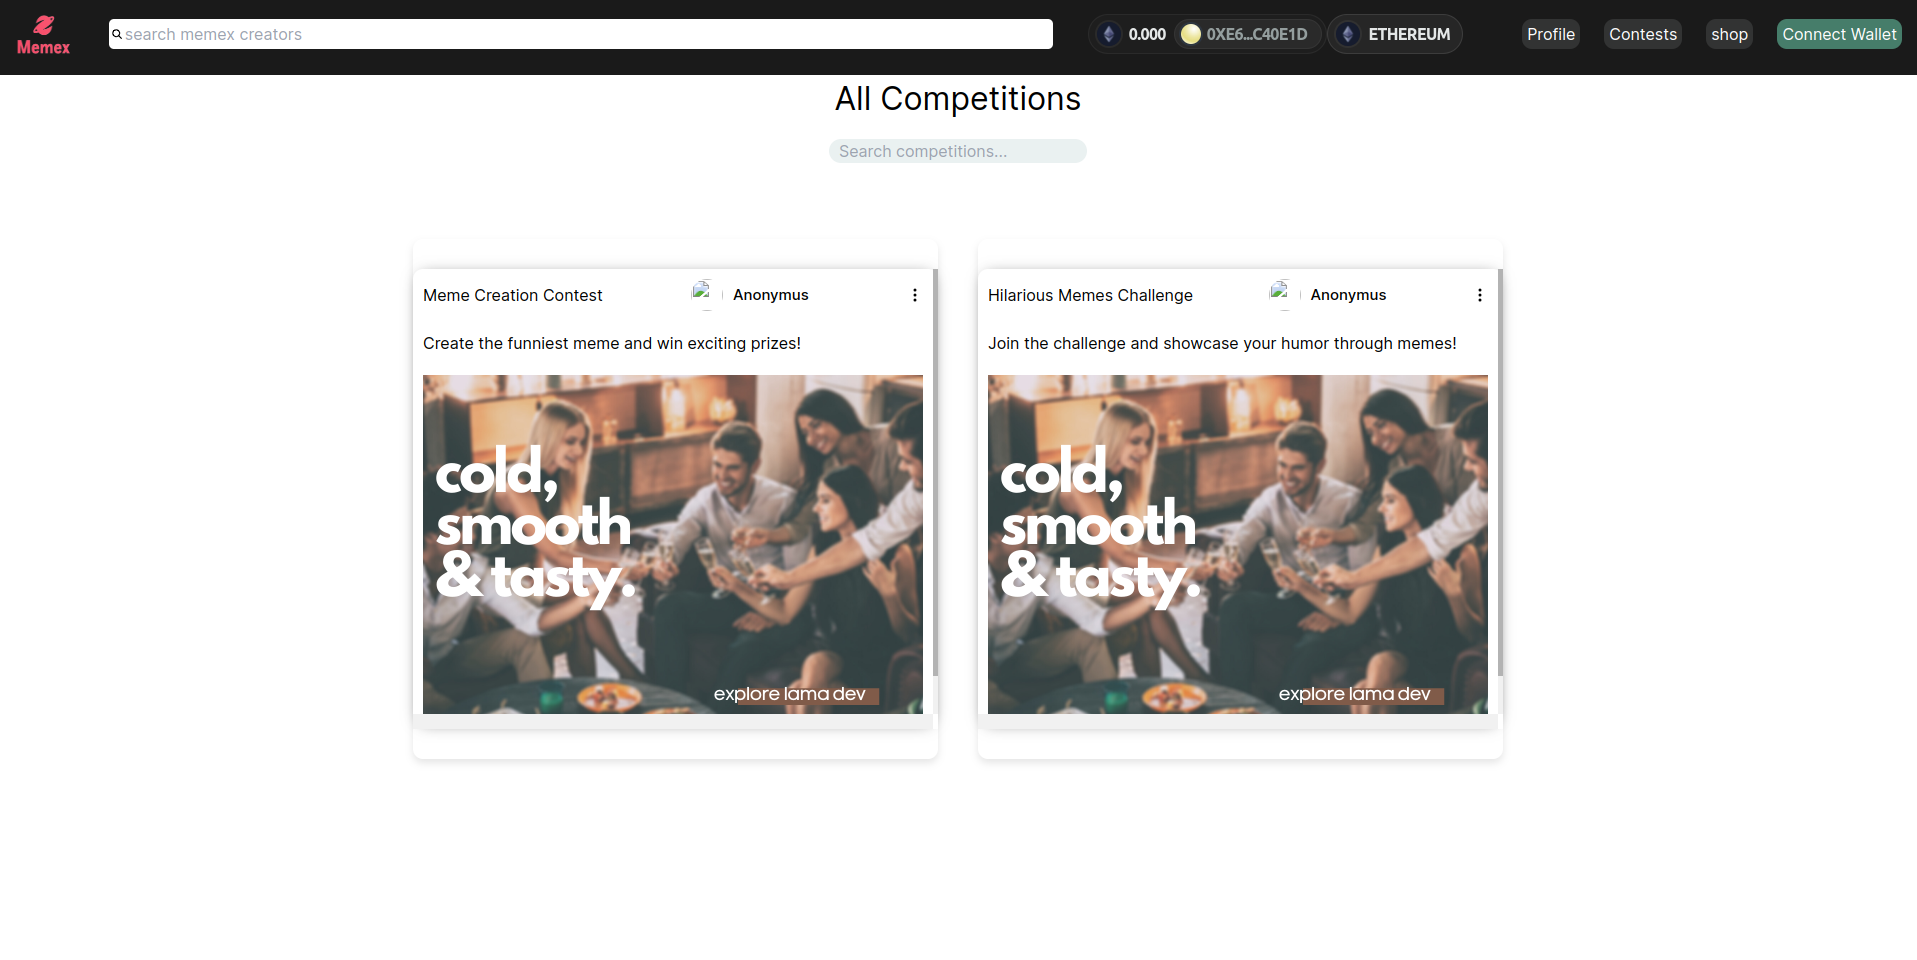 Memex
search memex creators
0.000
0XE6...C40E1D
ETHEREUM
Profile
Contests
shop
Connect Wallet
All Competitions
Search competitions...
Meme Creation Contest
Anonymus
Create the funniest meme and win exciting prizes!
cold,
smooth
& tasty.
explore lama dev
Hilarious Memes Challenge
Anonymus
Join the challenge and showcase your humor through memes!
cold,
smooth
& tasty.
explore lama dev